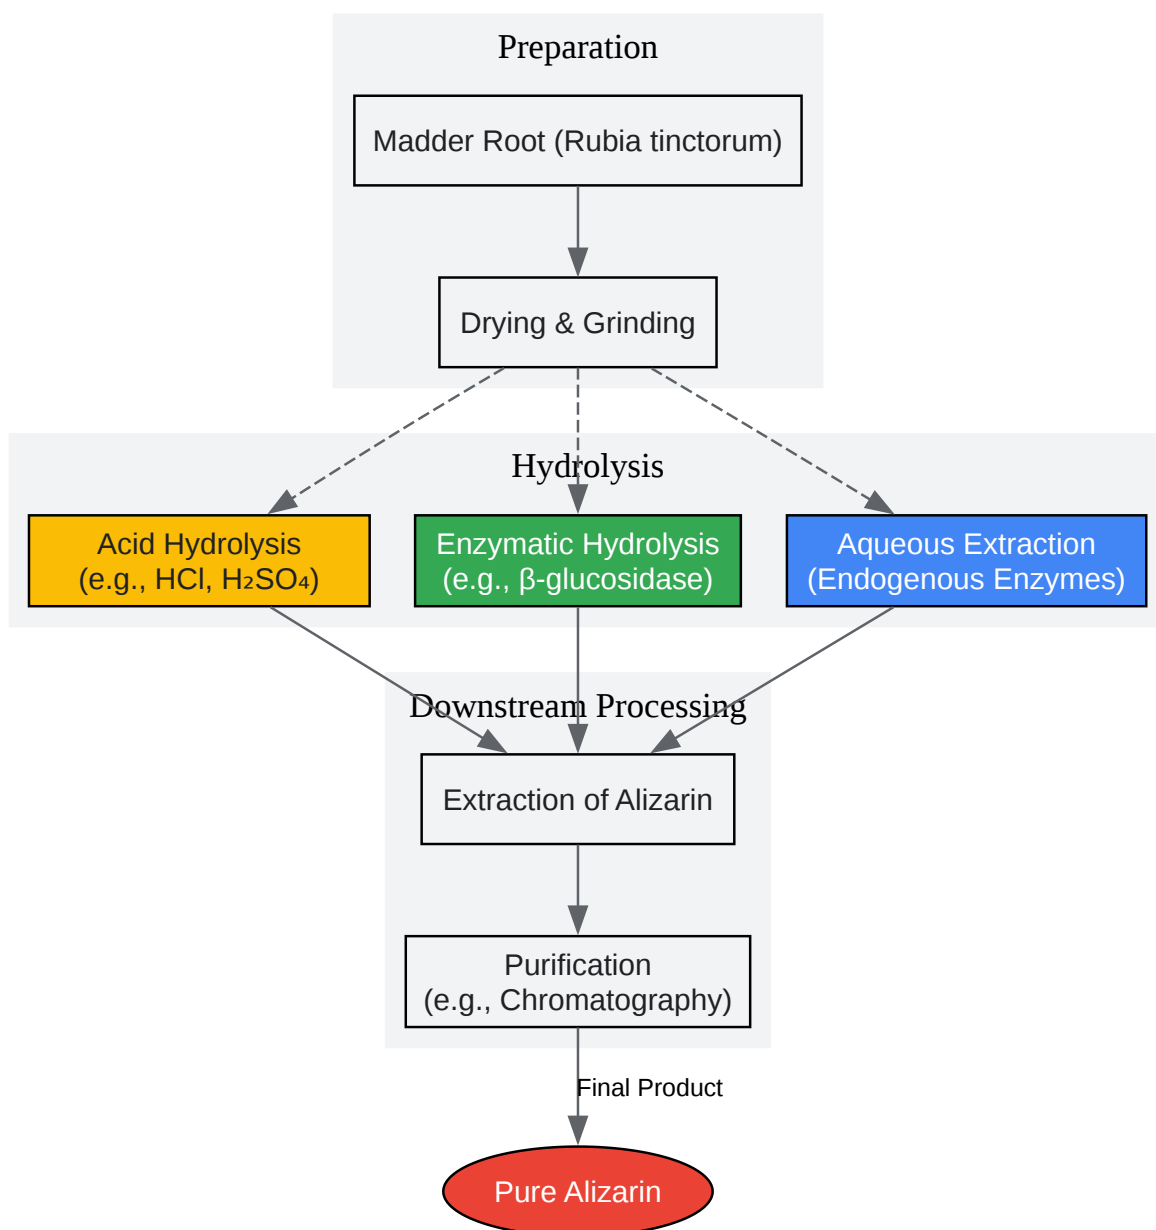 Preparation
Madder Root (Rubia tinctorum)
Drying & Grinding
Hydrolysis
Acid Hydrolysis
(e.g., HCl, H₂SO₄)
Enzymatic Hydrolysis
(e.g., β-glucosidase)
Aqueous Extraction
(Endogenous Enzymes)
Downstream Processing
Extraction of Alizarin
Purification
(e.g., Chromatography)
Final Product
Pure Alizarin